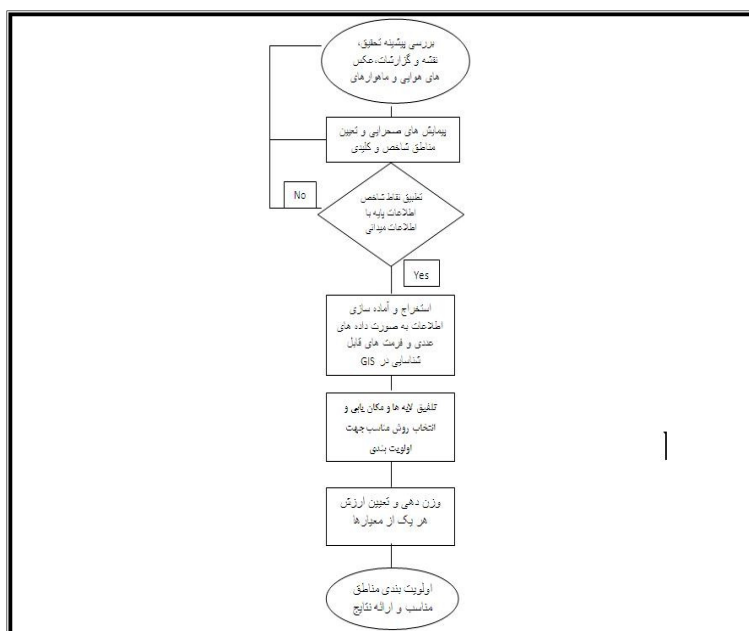 بررسی پیشینه تحقیق،
نقشه و گزارشات،عکس
های هوایی و ماهوارهای
پیمایش های صحرایی و تعیین
مناطق شاخص و کلیدی
No
تطبیق نقاط شاخص
اطلاعات پایه با
اطلاعات میدانی
Yes
استخراج و آماده سازی
اطلاعات به صورت داده های
عددی و فرمت های قابل
شناسایی در GIS
تلفیق لایه ها و مکان یابی و
انتخاب روش مناسب جهت
اولویت بندی
وزن دهی و تعیین ارزش
هر یک از معیارها
اولویت بندی مناطق
مناسب و ارائه نتایج